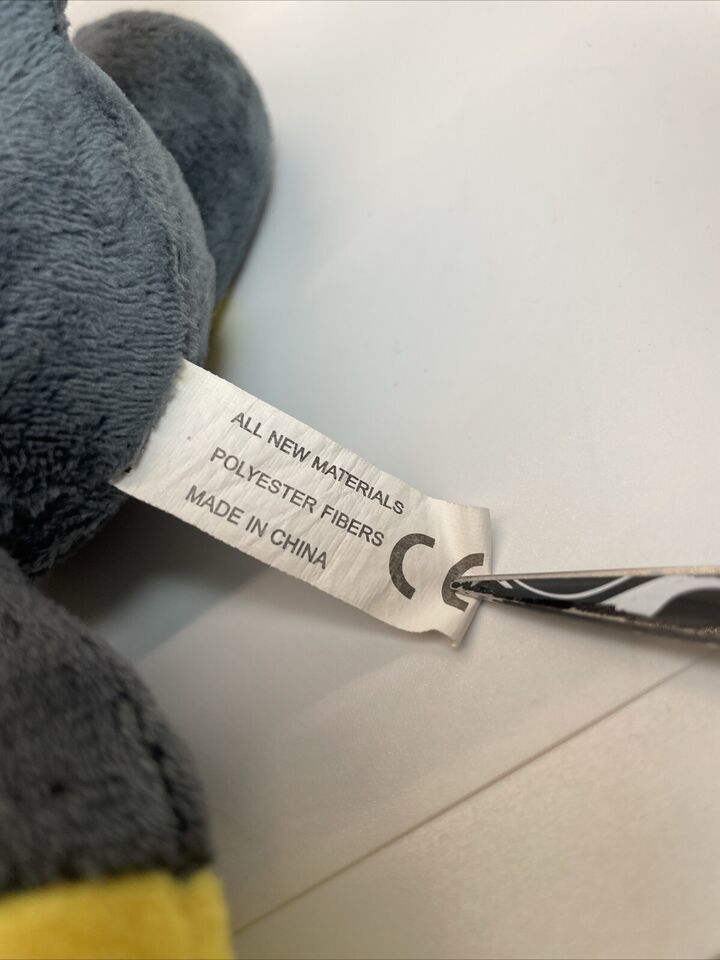 ALL NEW MATERIALS
POLYESTER FIBERS
MADE IN CHINA
CE